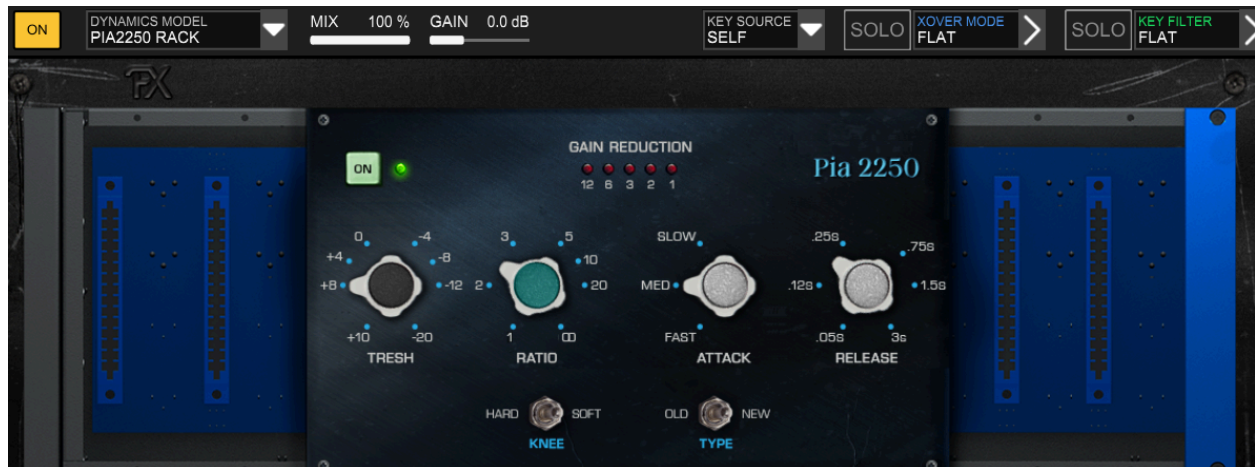 ON
DYNAMICS MODEL
PIA2250 RACK
MIX 100 %
GAIN 0.0 dB
KEY SOURCE
SELF
SOLO
XOVER MODE
FLAT
SOLO
KEY FILTER
FLAT
FX
GAIN REDUCTION
12 6 3 2 1
ON
Pia 2250
0 -4
+4 -8
+8 -12
+10 -20
TRESH
3 5
10
2 20
1 ∞
RATIO
SLOW
MED
FAST
ATTACK
.25s .75s
.12s 1.5s
.05s 3s
RELEASE
HARD SOFT
KNEE
OLD NEW
TYPE